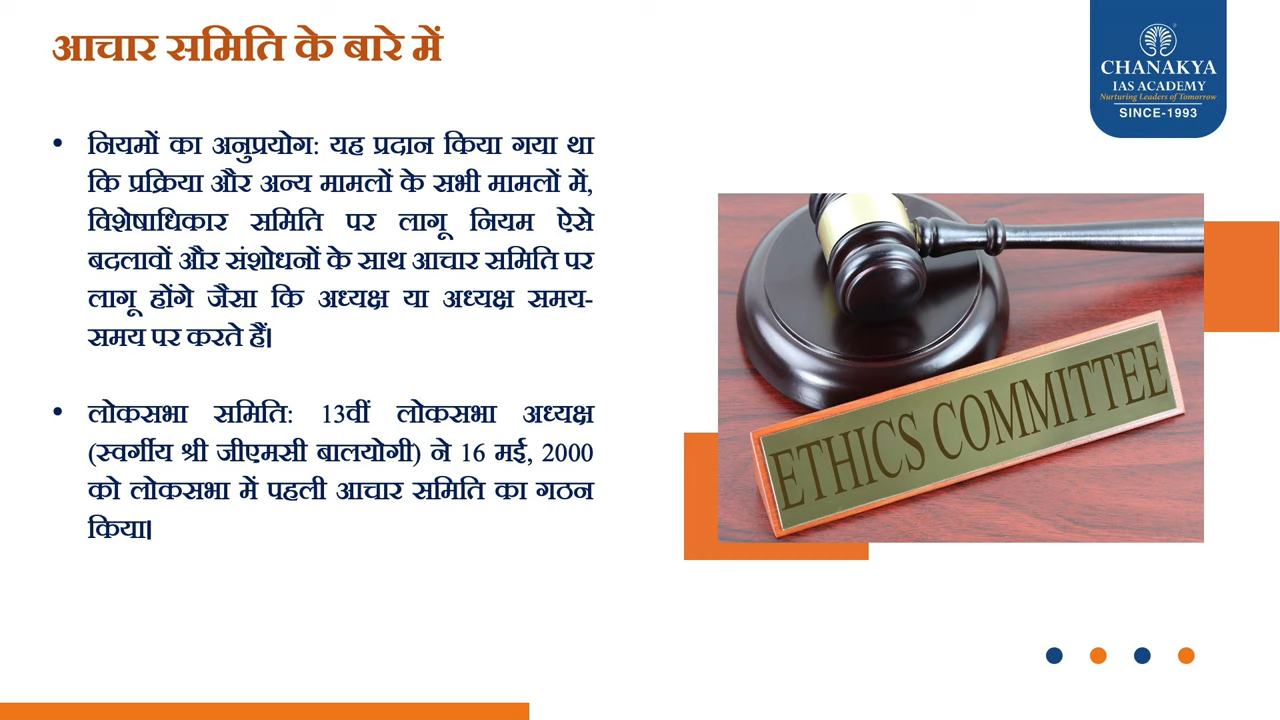 आचार समिति के बारे में
CHANAKYA
IAS ACADEMY
Nurturing Leaders of Tomorrow
SINCE-1993
• नियमों का अनुप्रयोग: यह प्रदान किया गया था
कि प्रक्रिया और अन्य मामलों के सभी मामलों में,
विशेषाधिकार समिति पर लागू नियम ऐसे
बदलावों और संशोधनों के साथ आचार समिति पर
लागू होंगे जैसा कि अध्यक्ष या अध्यक्ष समय-
समय पर करते हैं।
• लोकसभा समिति: 13वीं लोकसभा अध्यक्ष
(स्वर्गीय श्री जीएमसी बालयोगी) ने 16 मई, 2000
को लोकसभा में पहली आचार समिति का गठन
किया।
ETHICS COMMITTEE